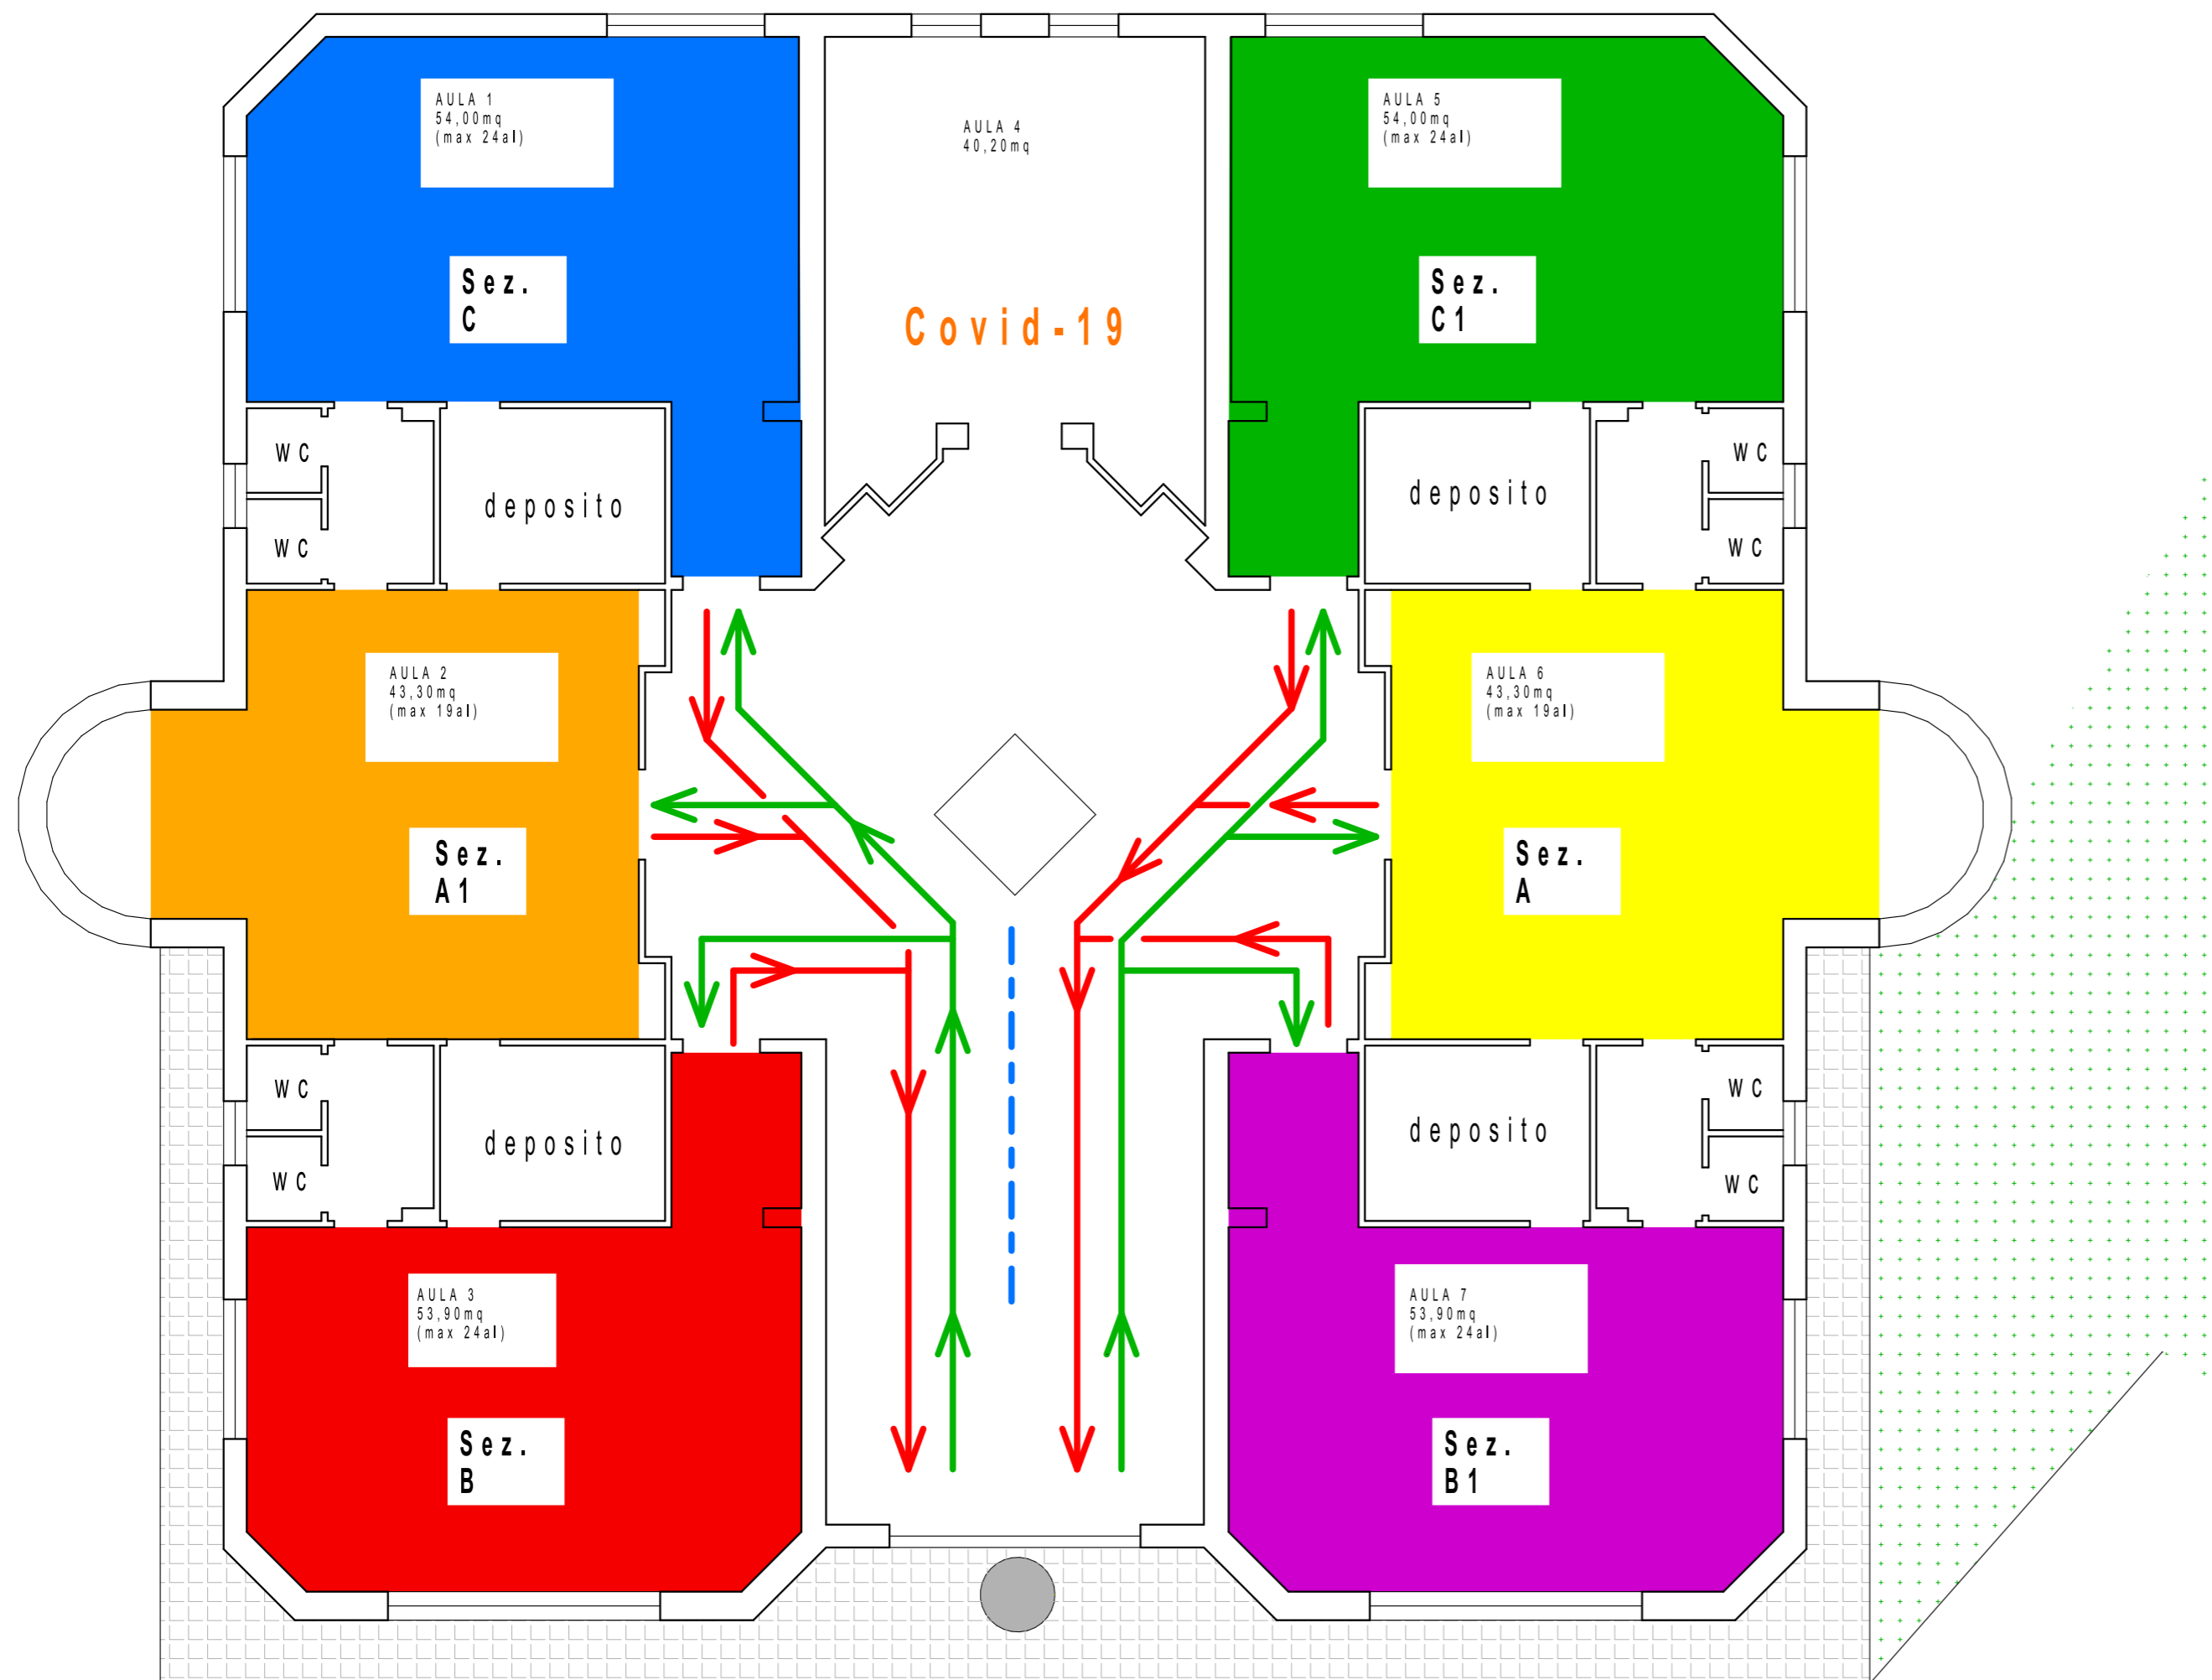 AULA 1
54,00mq
(max 24al)
AULA 4
40,20mq
AULA 5
54,00mq
(max 24al)
Sez.
C
Covid-19
Sez.
C1
WC
WC
deposito
deposito
WC
WC
AULA 2
43,30mq
(max 19al)
AULA 6
43,30mq
(max 19al)
Sez.
A1
Sez.
A
WC
WC
deposito
deposito
WC
WC
AULA 3
53,90mq
(max 24al)
AULA 7
53,90mq
(max 24al)
Sez.
B
Sez.
B1